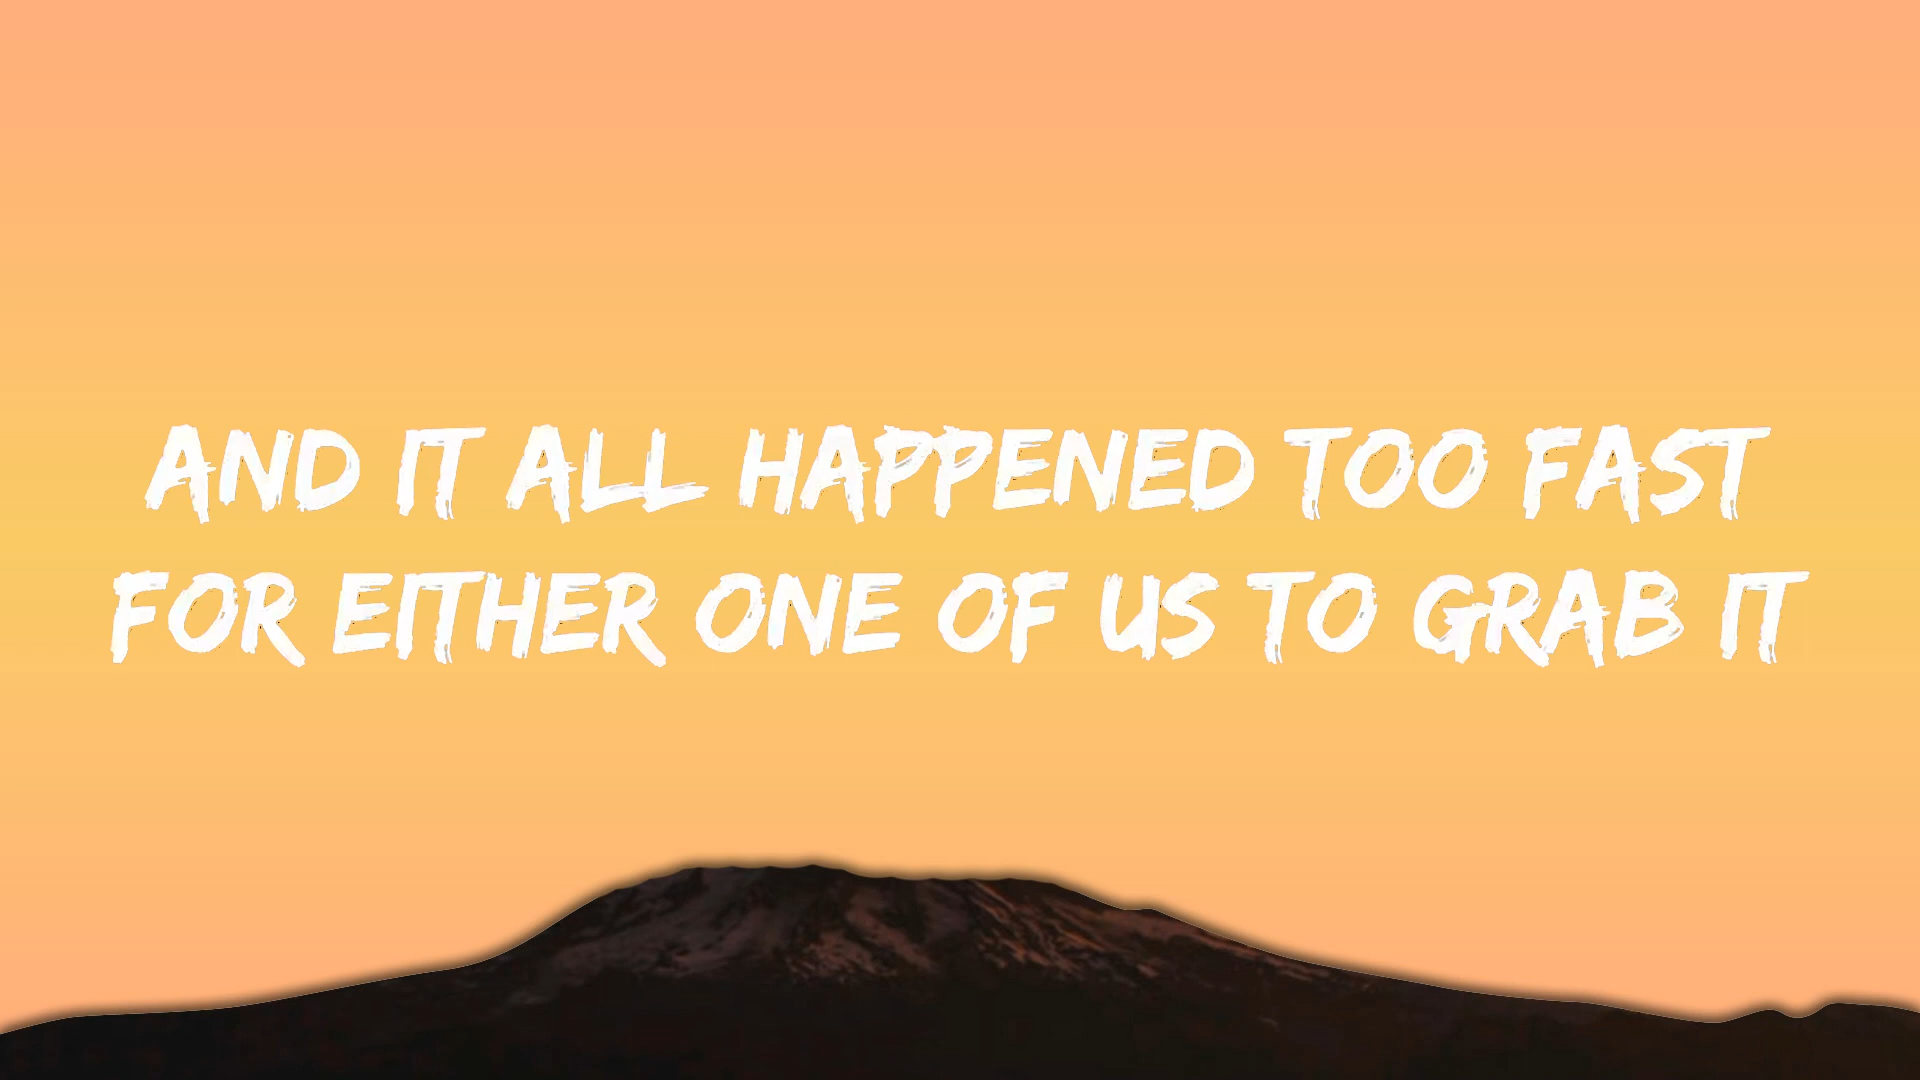 AND IT ALL HAPPENED TOO FAST
FOR EITHER ONE OF US TO GRAB IT